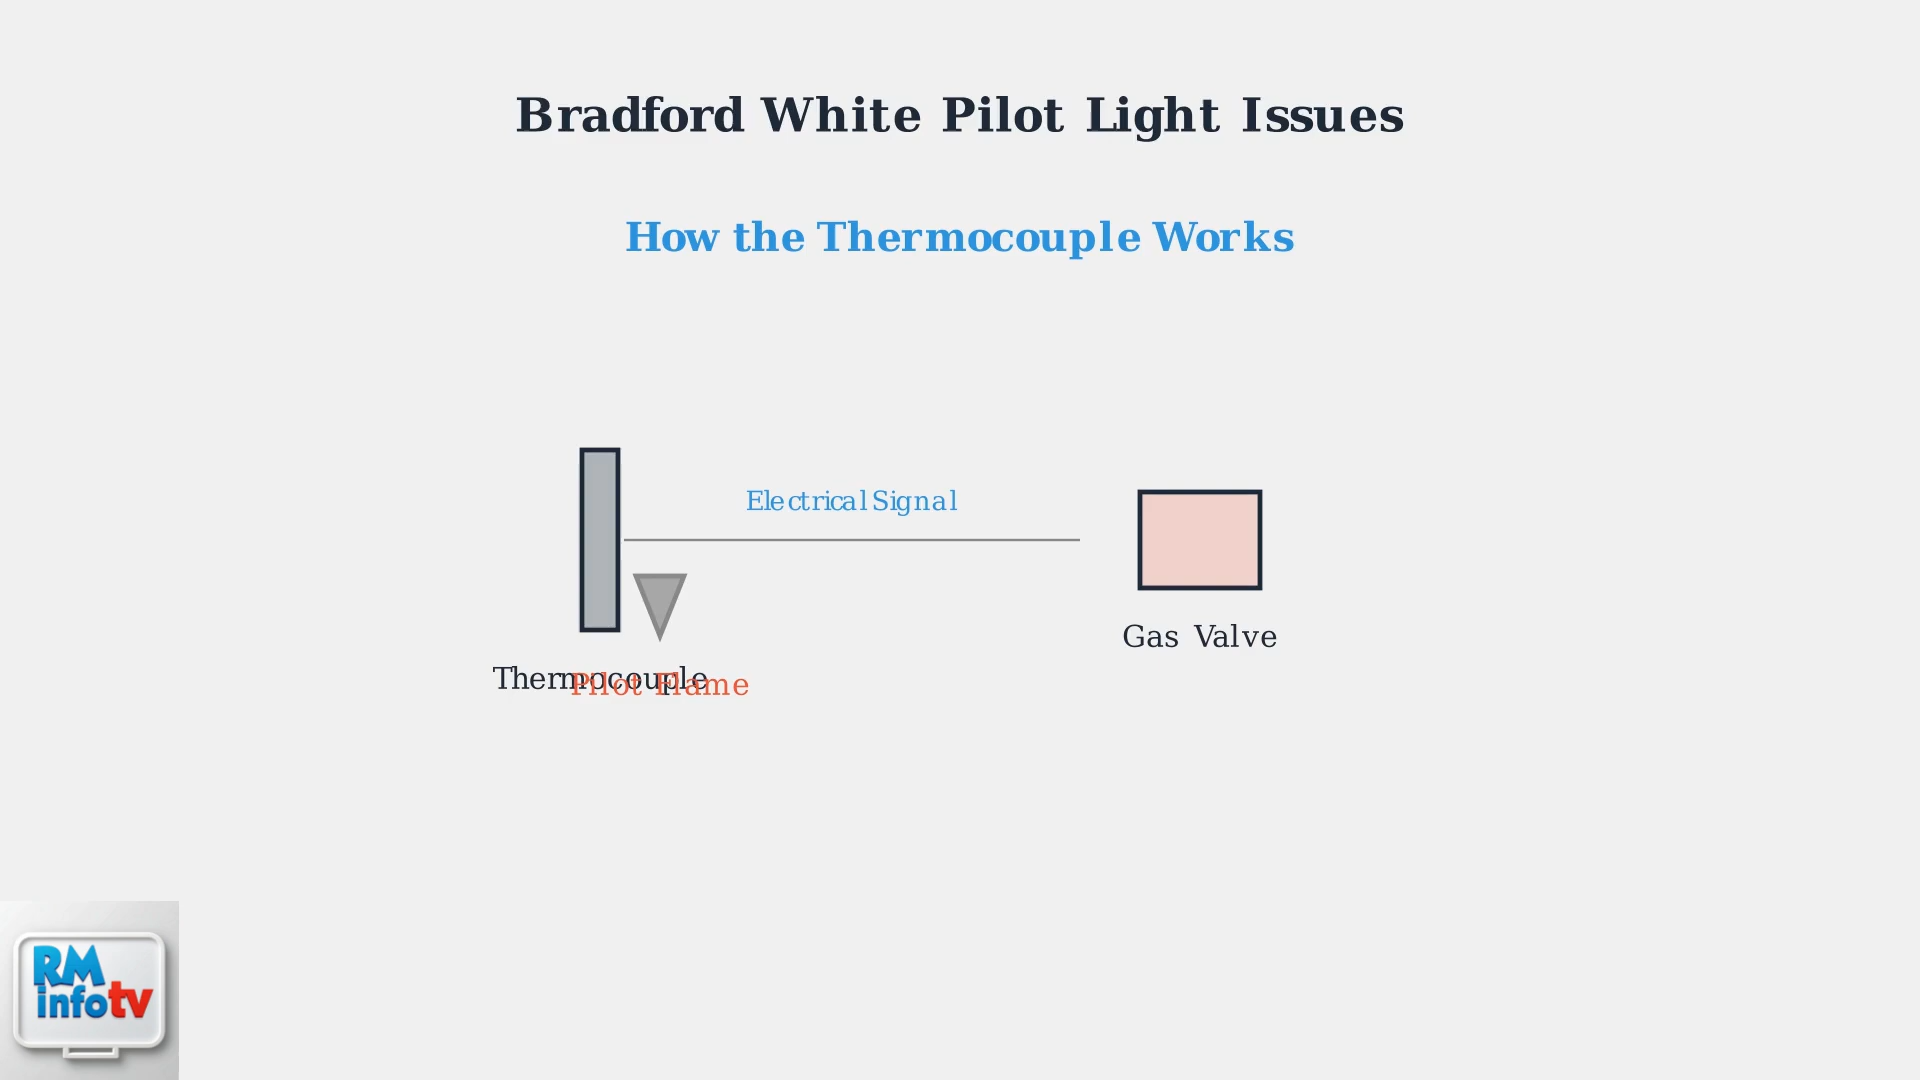 Bradford White Pilot Light Issues
How the Thermocouple Works
Electrical Signal
Gas Valve
Thermocouple
Pilot Flame
RM
infotv